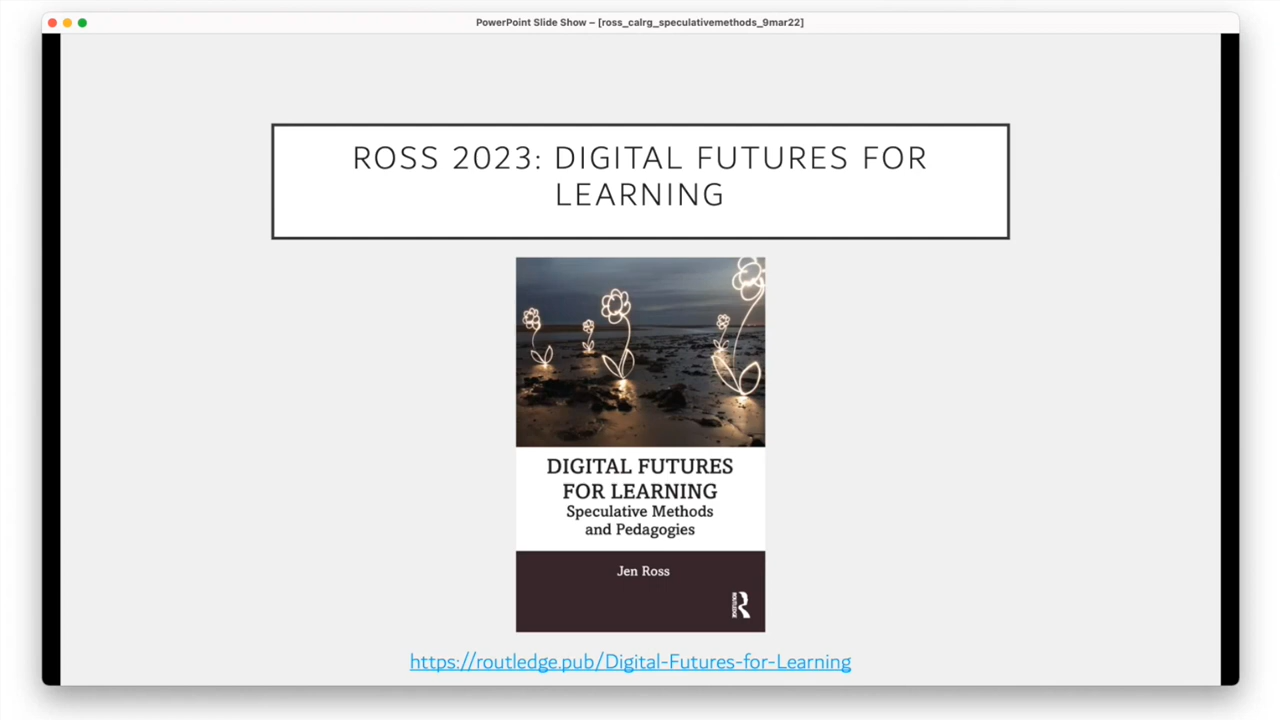 PowerPoint Slide Show – [ross_calrg_speculativemethods_9mar22]
ROSS 2023: DIGITAL FUTURES FOR
LEARNING
DIGITAL FUTURES
FOR LEARNING
Speculative Methods
and Pedagogies
Jen Ross
ROUTLEDGE
https://routledge.pub/Digital-Futures-for-Learning